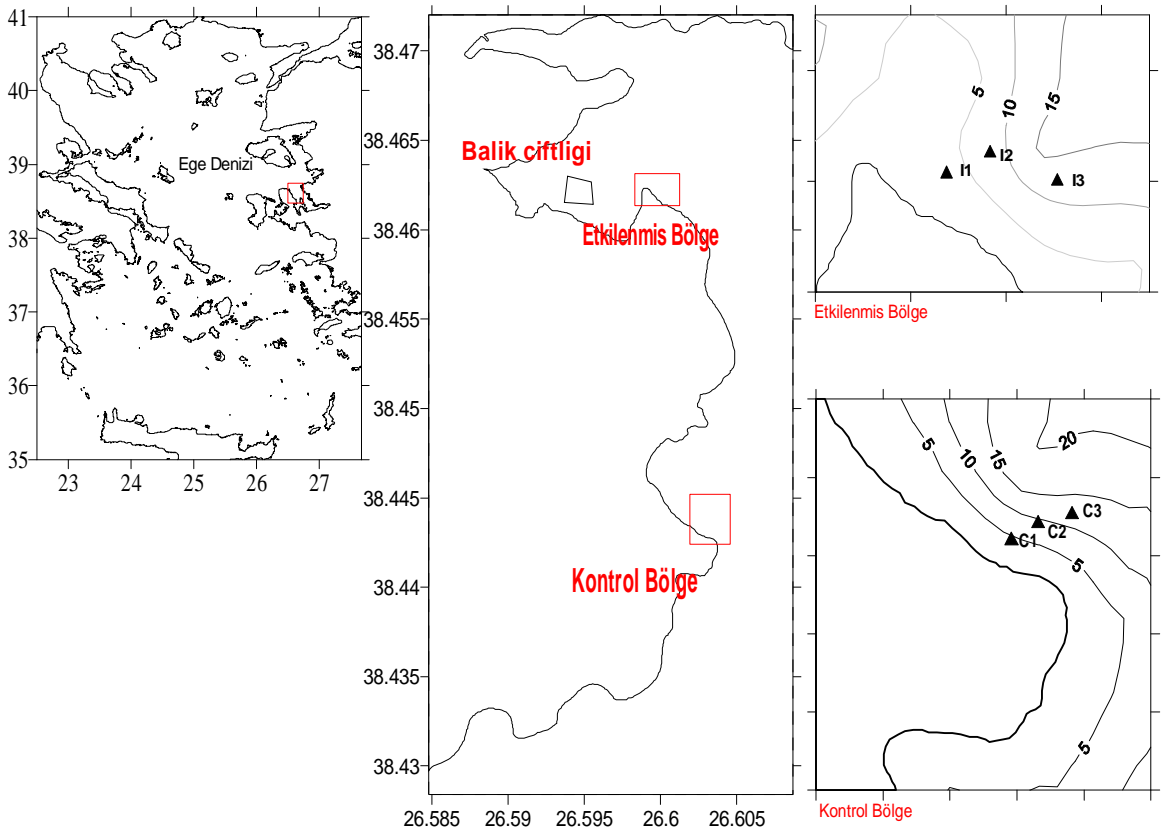 41
40
39
38
37
36
35
23
24
25
26
27
Ege Denizi
38.47
38.465
38.46
38.455
38.45
38.445
38.44
38.435
38.43
26.585
26.59
26.595
26.6
26.605
Balik ciftligi
Etkilenmis Bölge
Kontrol Bölge
5
10
15
I1
I2
I3
Etkilenmis Bölge
5
10
15
20
C1
C2
C3
5
5
Kontrol Bölge